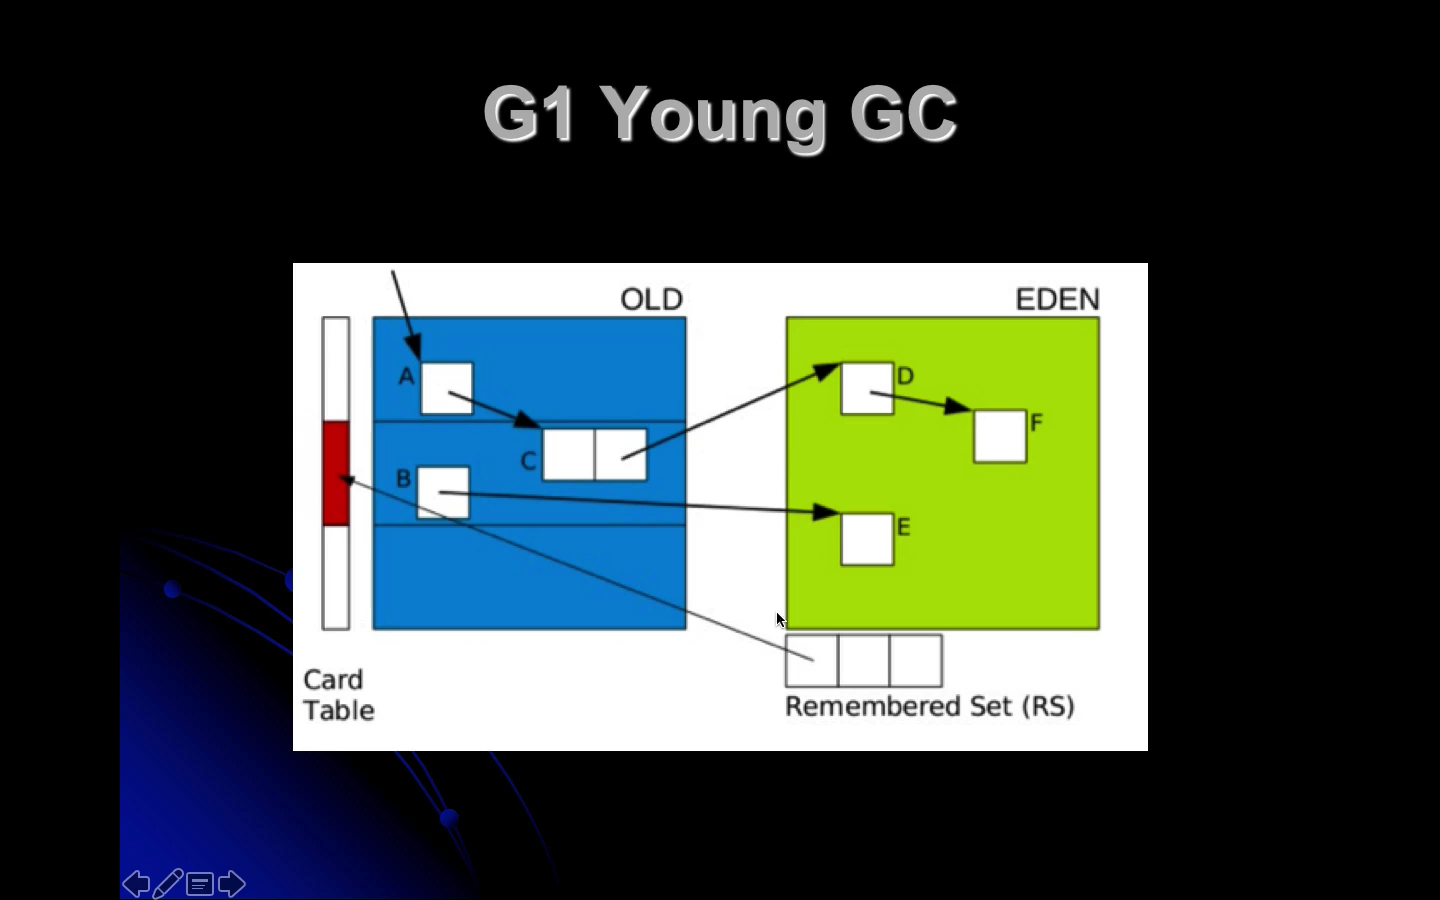 G1 Young GC
OLD
EDEN
A
D
F
C
B
E
Card
Table
Remembered Set (RS)